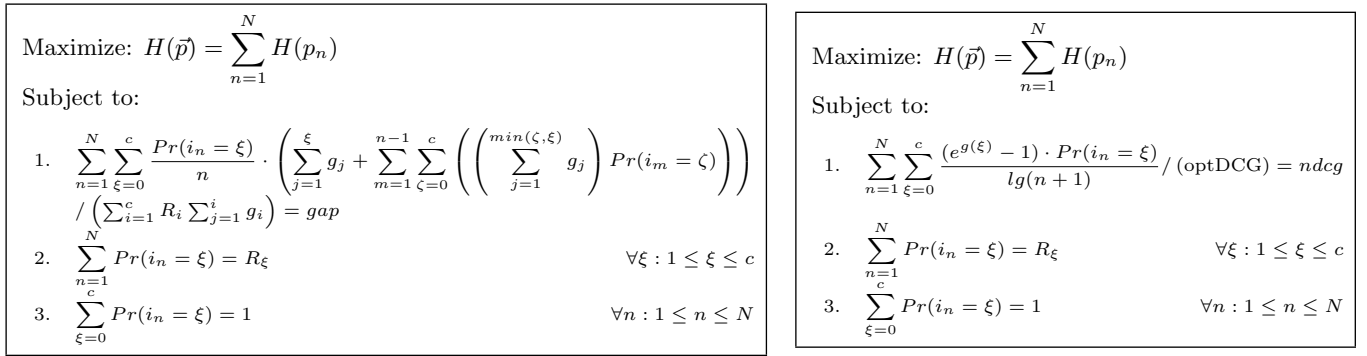 Maximize: H(p⃗) = ∑_{n=1}^{N} H(p_n)
Subject to:
1. ∑_{n=1}^{N} ∑_{ξ=0}^{c} Pr(i_n = ξ)/n · (∑_{j=1}^{ξ} g_j + ∑_{m=1}^{n−1} ∑_{ζ=0}^{c} ((∑_{j=1}^{min(ζ,ξ)} g_j) Pr(i_m = ζ)))
/ (∑_{i=1}^{c} R_i ∑_{j=1}^{i} g_i) = gap
2. ∑_{n=1}^{N} Pr(i_n = ξ) = R_ξ ∀ξ : 1 ≤ ξ ≤ c
3. ∑_{ξ=0}^{c} Pr(i_n = ξ) = 1 ∀n : 1 ≤ n ≤ N
Maximize: H(p⃗) = ∑_{n=1}^{N} H(p_n)
Subject to:
1. ∑_{n=1}^{N} ∑_{ξ=0}^{c} (e^{g(ξ)} − 1) · Pr(i_n = ξ)/lg(n + 1) / (optDCG) = ndcg
2. ∑_{n=1}^{N} Pr(i_n = ξ) = R_ξ ∀ξ : 1 ≤ ξ ≤ c
3. ∑_{ξ=0}^{c} Pr(i_n = ξ) = 1 ∀n : 1 ≤ n ≤ N